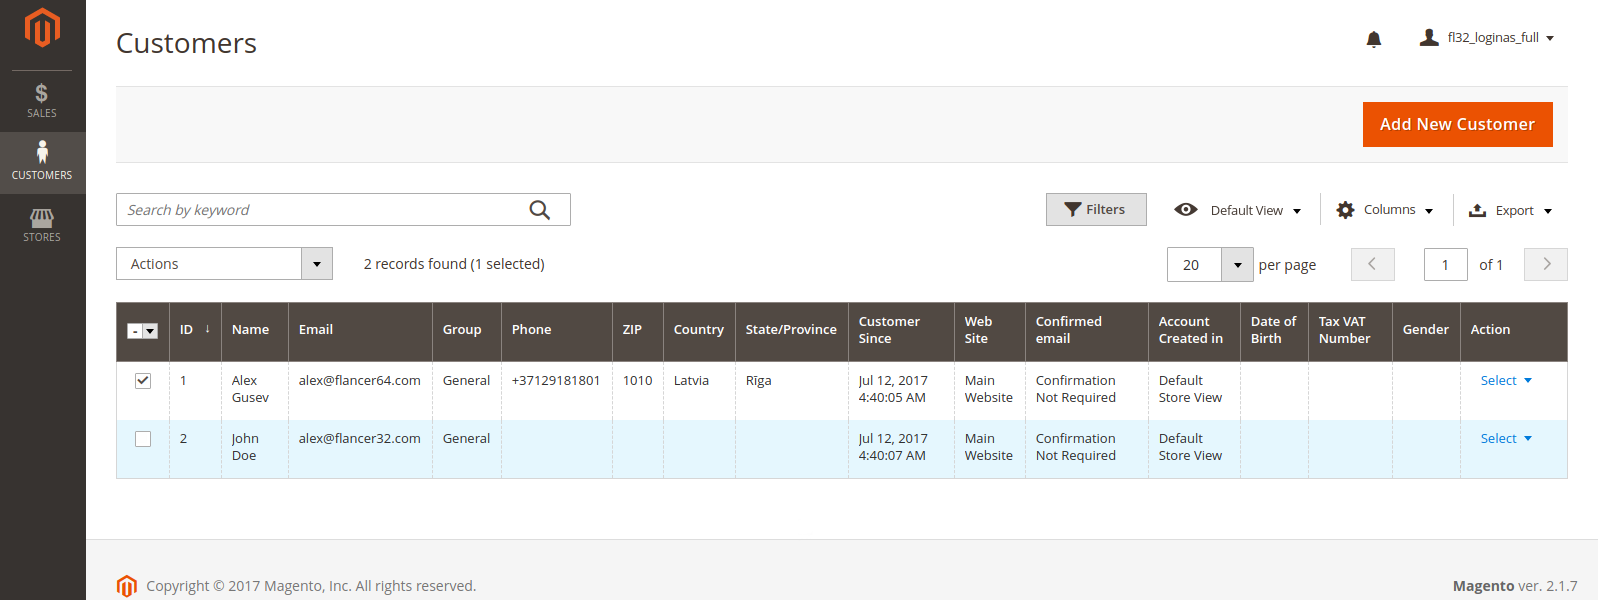 Customers
fl32_loginas_full
SALES
CUSTOMERS
STORES
Add New Customer
Search by keyword
Filters
Default View
Columns
Export
Actions
2 records found (1 selected)
20
per page
1
of 1
- ID ↓ Name Email Group Phone ZIP Country State/Province Customer Since Web Site Confirmed email Account Created in Date of Birth Tax VAT Number Gender Action
1 Alex Gusev alex@flancer64.com General +37129181801 1010 Latvia Rīga Jul 12, 2017 4:40:05 AM Main Website Confirmation Not Required Default Store View Select
2 John Doe alex@flancer32.com General Jul 12, 2017 4:40:07 AM Main Website Confirmation Not Required Default Store View Select
Copyright © 2017 Magento, Inc. All rights reserved.
Magento ver. 2.1.7